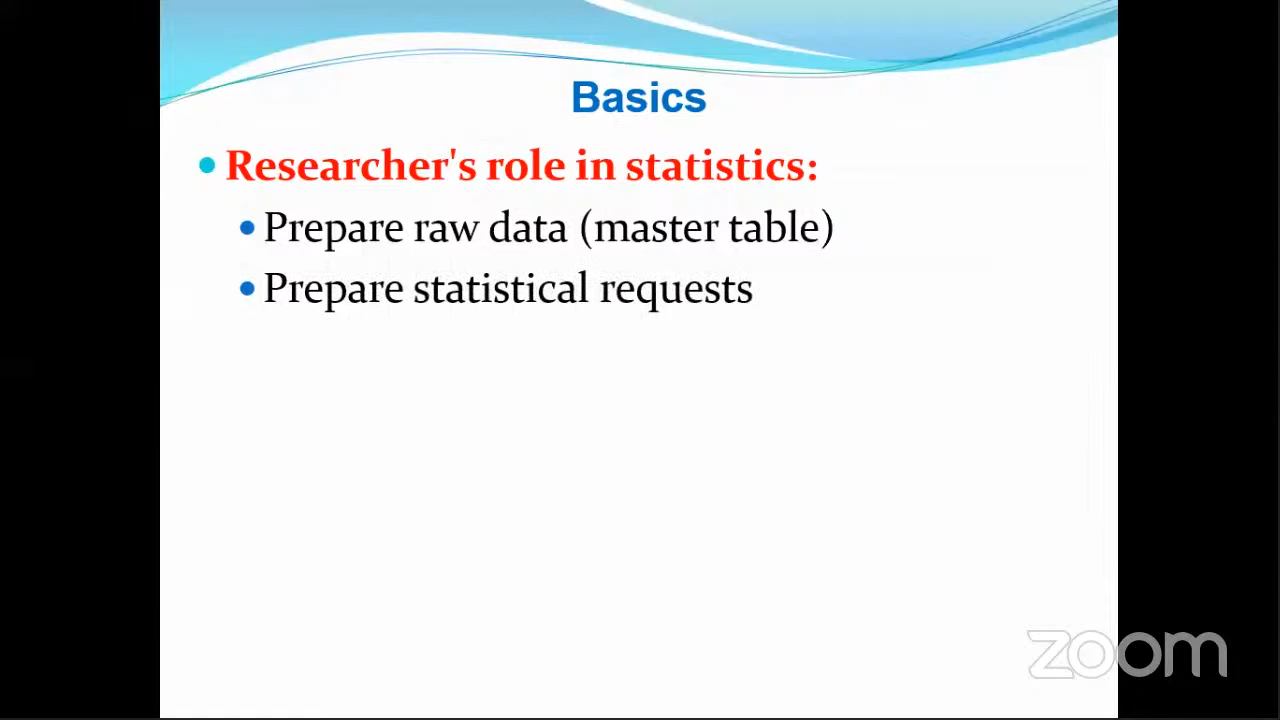 Basics
Researcher's role in statistics:
Prepare raw data (master table)
Prepare statistical requests
zoom